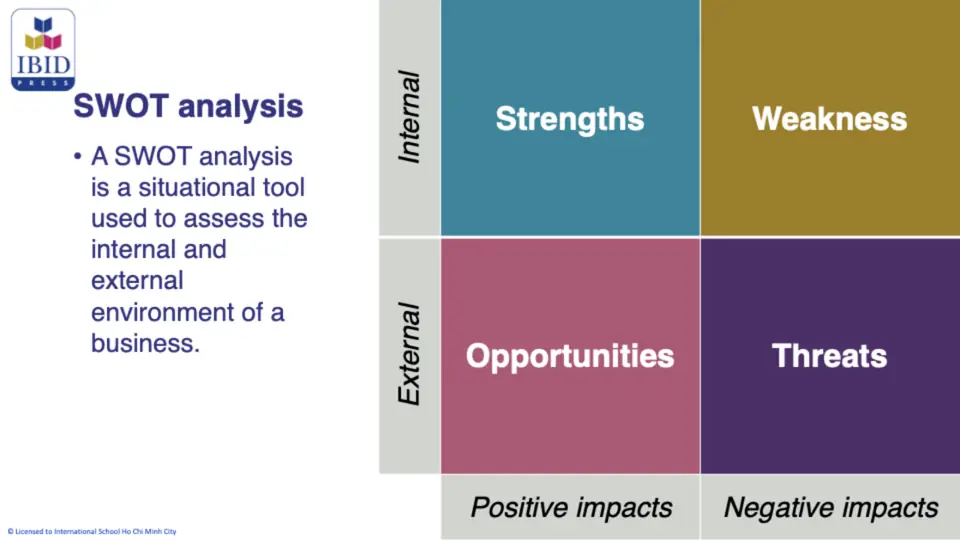 IBID
PRESS
SWOT analysis
• A SWOT analysis
is a situational tool
used to assess the
internal and
external
environment of a
business.
Internal
Strengths
Weakness
External
Opportunities
Threats
Positive impacts
Negative impacts
© Licensed to International School Ho Chi Minh City